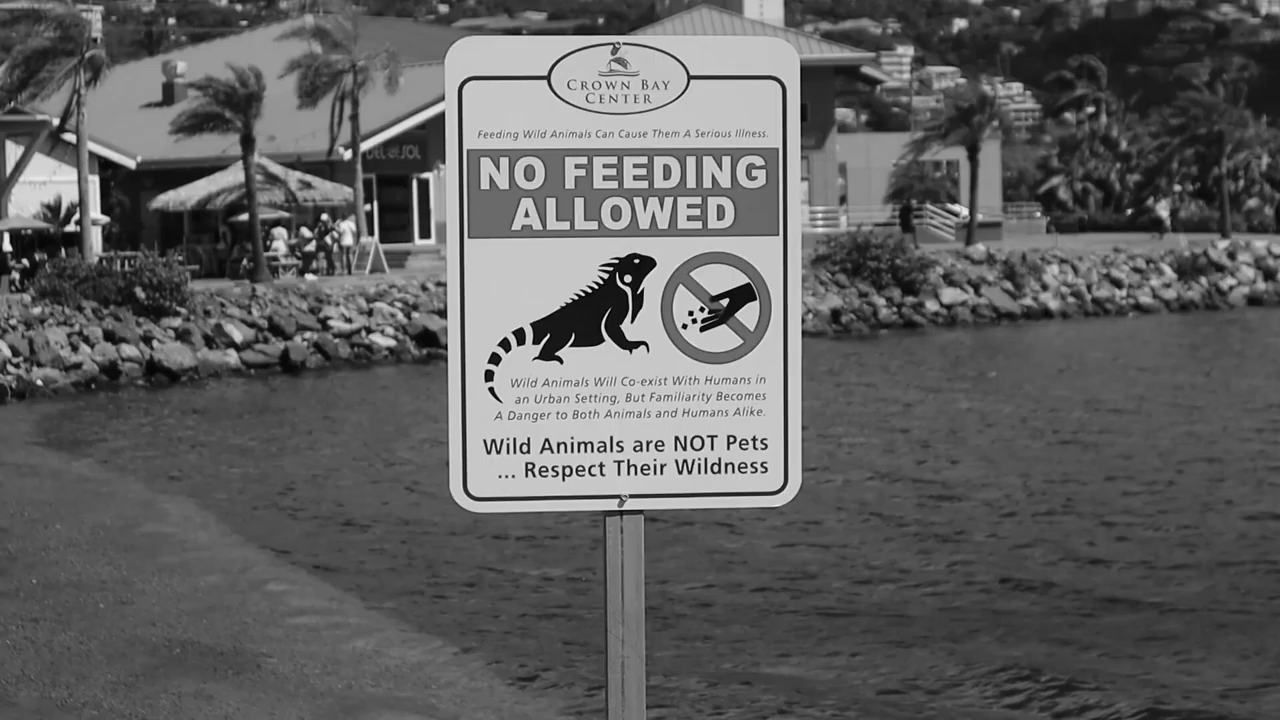 CROWN BAY
CENTER
Feeding Wild Animals Can Cause Them A Serious Illness.
NO FEEDING
ALLOWED
Wild Animals Will Co-exist With Humans in
an Urban Setting, But Familiarity Becomes
A Danger to Both Animals and Humans Alike.
Wild Animals are NOT Pets
... Respect Their Wildness
DEL SOL